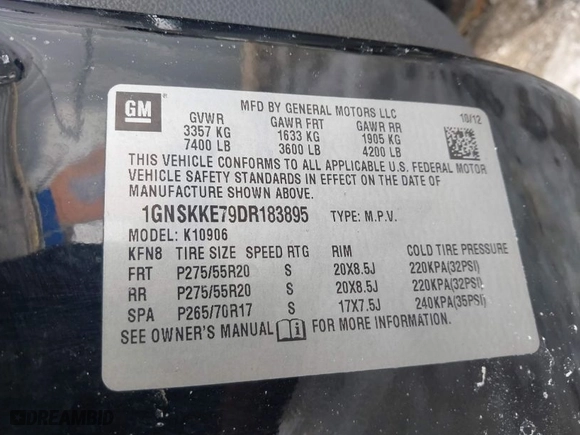 GM
MFD BY GENERAL MOTORS LLC
10/12
GVWR GAWR FRT GAWR RR
3357 KG 1633 KG 1905 KG
7400 LB 3600 LB 4200 LB
THIS VEHICLE CONFORMS TO ALL APPLICABLE U.S. FEDERAL MOTOR
VEHICLE SAFETY STANDARDS IN EFFECT ON THE DATE OF
MANUFACTURE SHOWN ABOVE.
1GNSKKE79DR183895 TYPE: M.P.V.
MODEL: K10906
KFN8 TIRE SIZE SPEED RTG RIM COLD TIRE PRESSURE
FRT P275/55R20 S 20X8.5J 220KPA(32PSI)
RR P275/55R20 S 20X8.5J 220KPA(32PSI)
SPA P265/70R17 S 17X7.5J 240KPA(35PSI)
SEE OWNER'S MANUAL FOR MORE INFORMATION.
DREAMBID